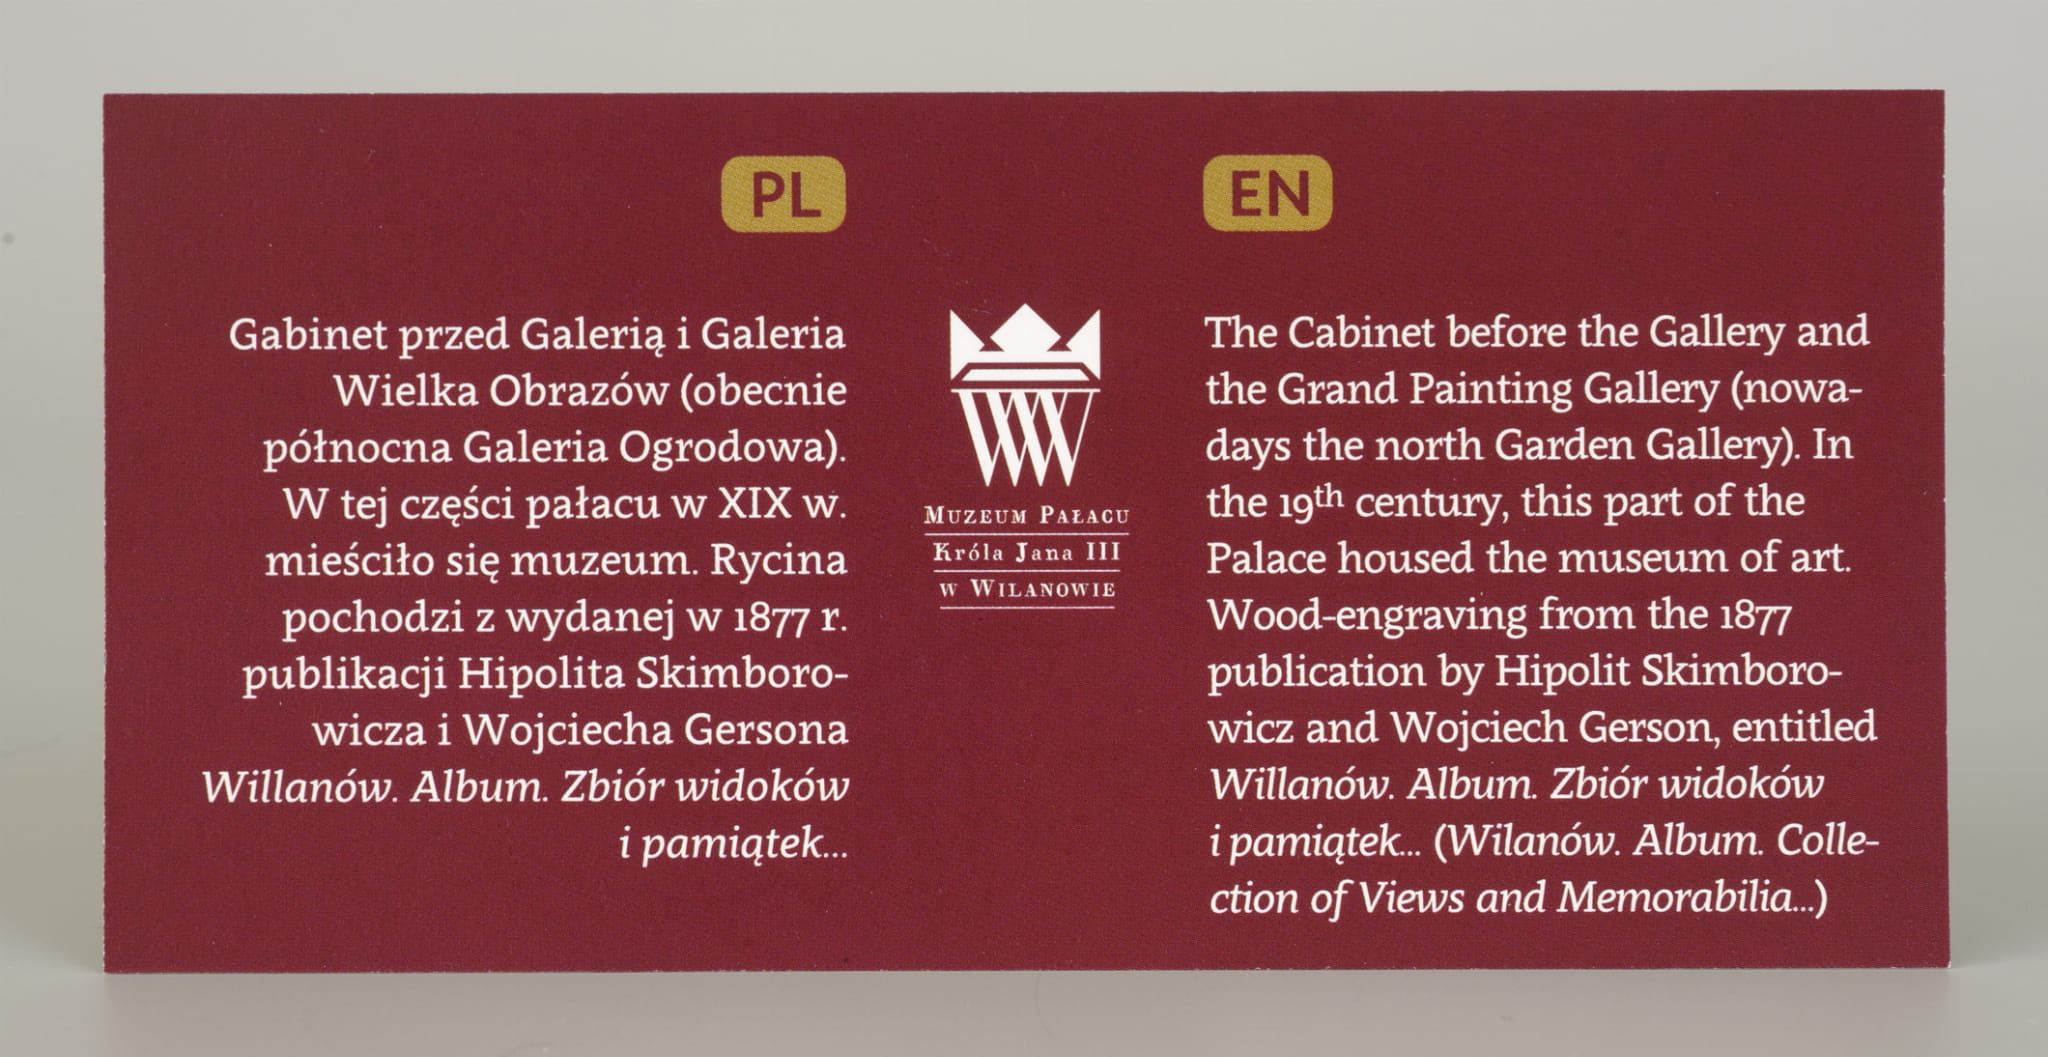 PL
Gabinet przed Galerią i Galeria
Wielka Obrazów (obecnie
północna Galeria Ogrodowa).
W tej części pałacu w XIX w.
mieściło się muzeum. Rycina
pochodzi z wydanej w 1877 r.
publikacji Hipolita Skimboro-
wicza i Wojciecha Gersona
Willanów. Album. Zbiór widoków
i pamiątek...
Muzeum Pałacu
Króla Jana III
w Wilanowie
EN
The Cabinet before the Gallery and
the Grand Painting Gallery (nowa-
days the north Garden Gallery). In
the 19th century, this part of the
Palace housed the museum of art.
Wood-engraving from the 1877
publication by Hipolit Skimboro-
wicz and Wojciech Gerson, entitled
Willanów. Album. Zbiór widoków
i pamiątek... (Wilanów. Album. Colle-
ction of Views and Memorabilia...)